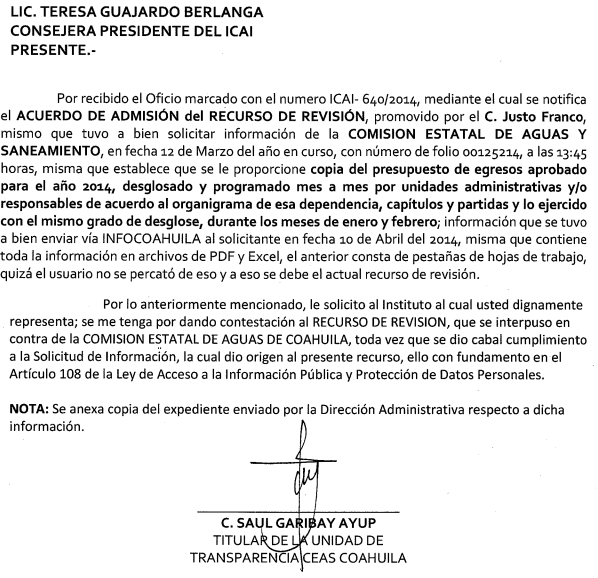 LIC. TERESA GUAJARDO BERLANGA
CONSEJERA PRESIDENTE DEL ICAI
PRESENTE.-
Por recibido el Oficio marcado con el numero ICAI- 640/2014, mediante el cual se notifica
el ACUERDO DE ADMISIÓN del RECURSO DE REVISIÓN, promovido por el C. Justo Franco,
mismo que tuvo a bien solicitar información de la COMISION ESTATAL DE AGUAS Y
SANEAMIENTO, en fecha 12 de Marzo del año en curso, con número de folio 00125214, a las 13:45
horas, misma que establece que se le proporcione copia del presupuesto de egresos aprobado
para el año 2014, desglosado y programado mes a mes por unidades administrativas y/o
responsables de acuerdo al organigrama de esa dependencia, capítulos y partidas y lo ejercido
con el mismo grado de desglose, durante los meses de enero y febrero; información que se tuvo
a bien enviar vía INFOCOAHUILA al solicitante en fecha 10 de Abril del 2014, misma que contiene
toda la información en archivos de PDF y Excel, el anterior consta de pestañas de hojas de trabajo,
quizá el usuario no se percató de eso y a eso se debe el actual recurso de revisión.
Por lo anteriormente mencionado, le solicito al Instituto al cual usted dignamente
representa; se me tenga por dando contestación al RECURSO DE REVISION, que se interpuso en
contra de la COMISION ESTATAL DE AGUAS DE COAHUILA, toda vez que se dio cabal cumplimiento
a la Solicitud de Información, la cual dio origen al presente recurso, ello con fundamento en el
Artículo 108 de la Ley de Acceso a la Información Pública y Protección de Datos Personales.
NOTA: Se anexa copia del expediente enviado por la Dirección Administrativa respecto a dicha
información.
C. SAUL GARIBAY AYUP
TITULAR DE LA UNIDAD DE
TRANSPARENCIA CEAS COAHUILA